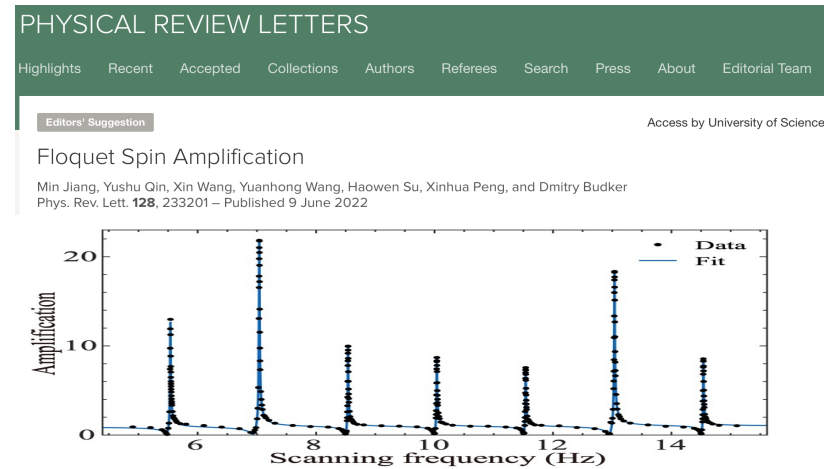 PHYSICAL REVIEW LETTERS
Highlights Recent Accepted Collections Authors Referees Search Press About Editorial Team
Editors' Suggestion
Access by University of Science
Floquet Spin Amplification
Min Jiang, Yushu Qin, Xin Wang, Yuanhong Wang, Haowen Su, Xinhua Peng, and Dmitry Budker
Phys. Rev. Lett. 128, 233201 – Published 9 June 2022
Data
Fit
20
10
0
Amplification
6 8 10 12 14
Scanning frequency (Hz)